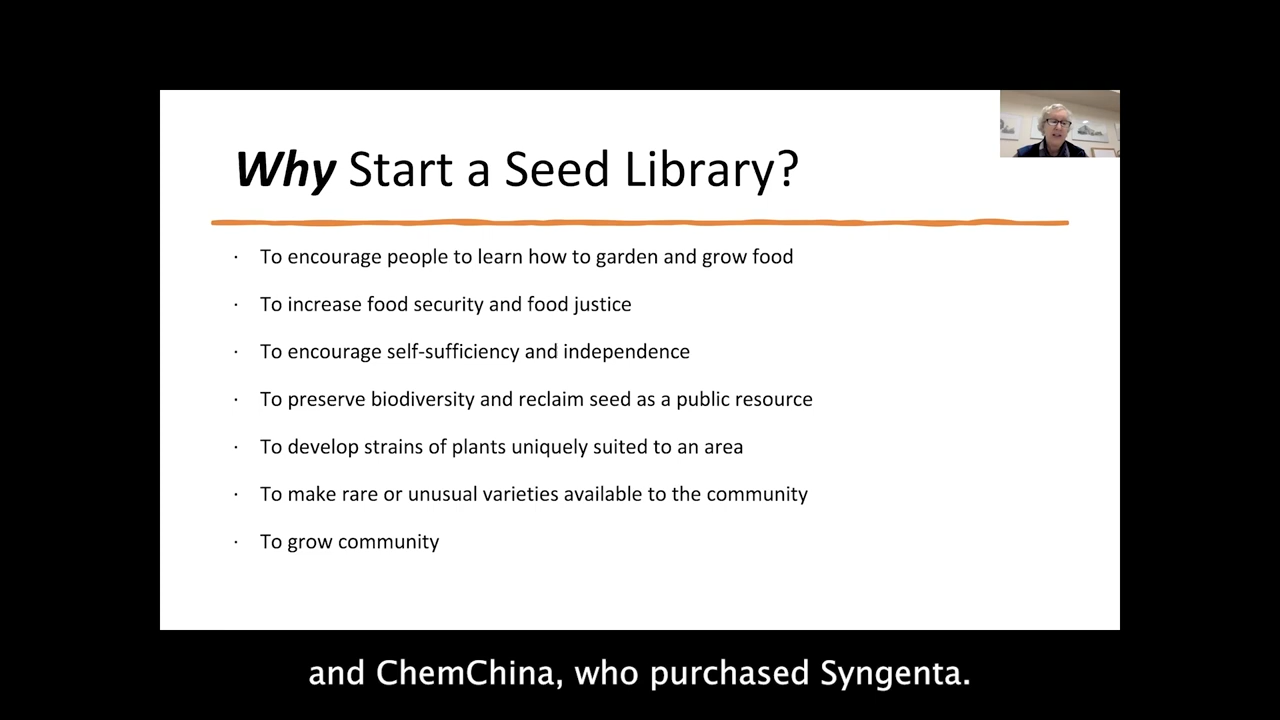 Why Start a Seed Library?
· To encourage people to learn how to garden and grow food
· To increase food security and food justice
· To encourage self-sufficiency and independence
· To preserve biodiversity and reclaim seed as a public resource
· To develop strains of plants uniquely suited to an area
· To make rare or unusual varieties available to the community
· To grow community
and ChemChina, who purchased Syngenta.